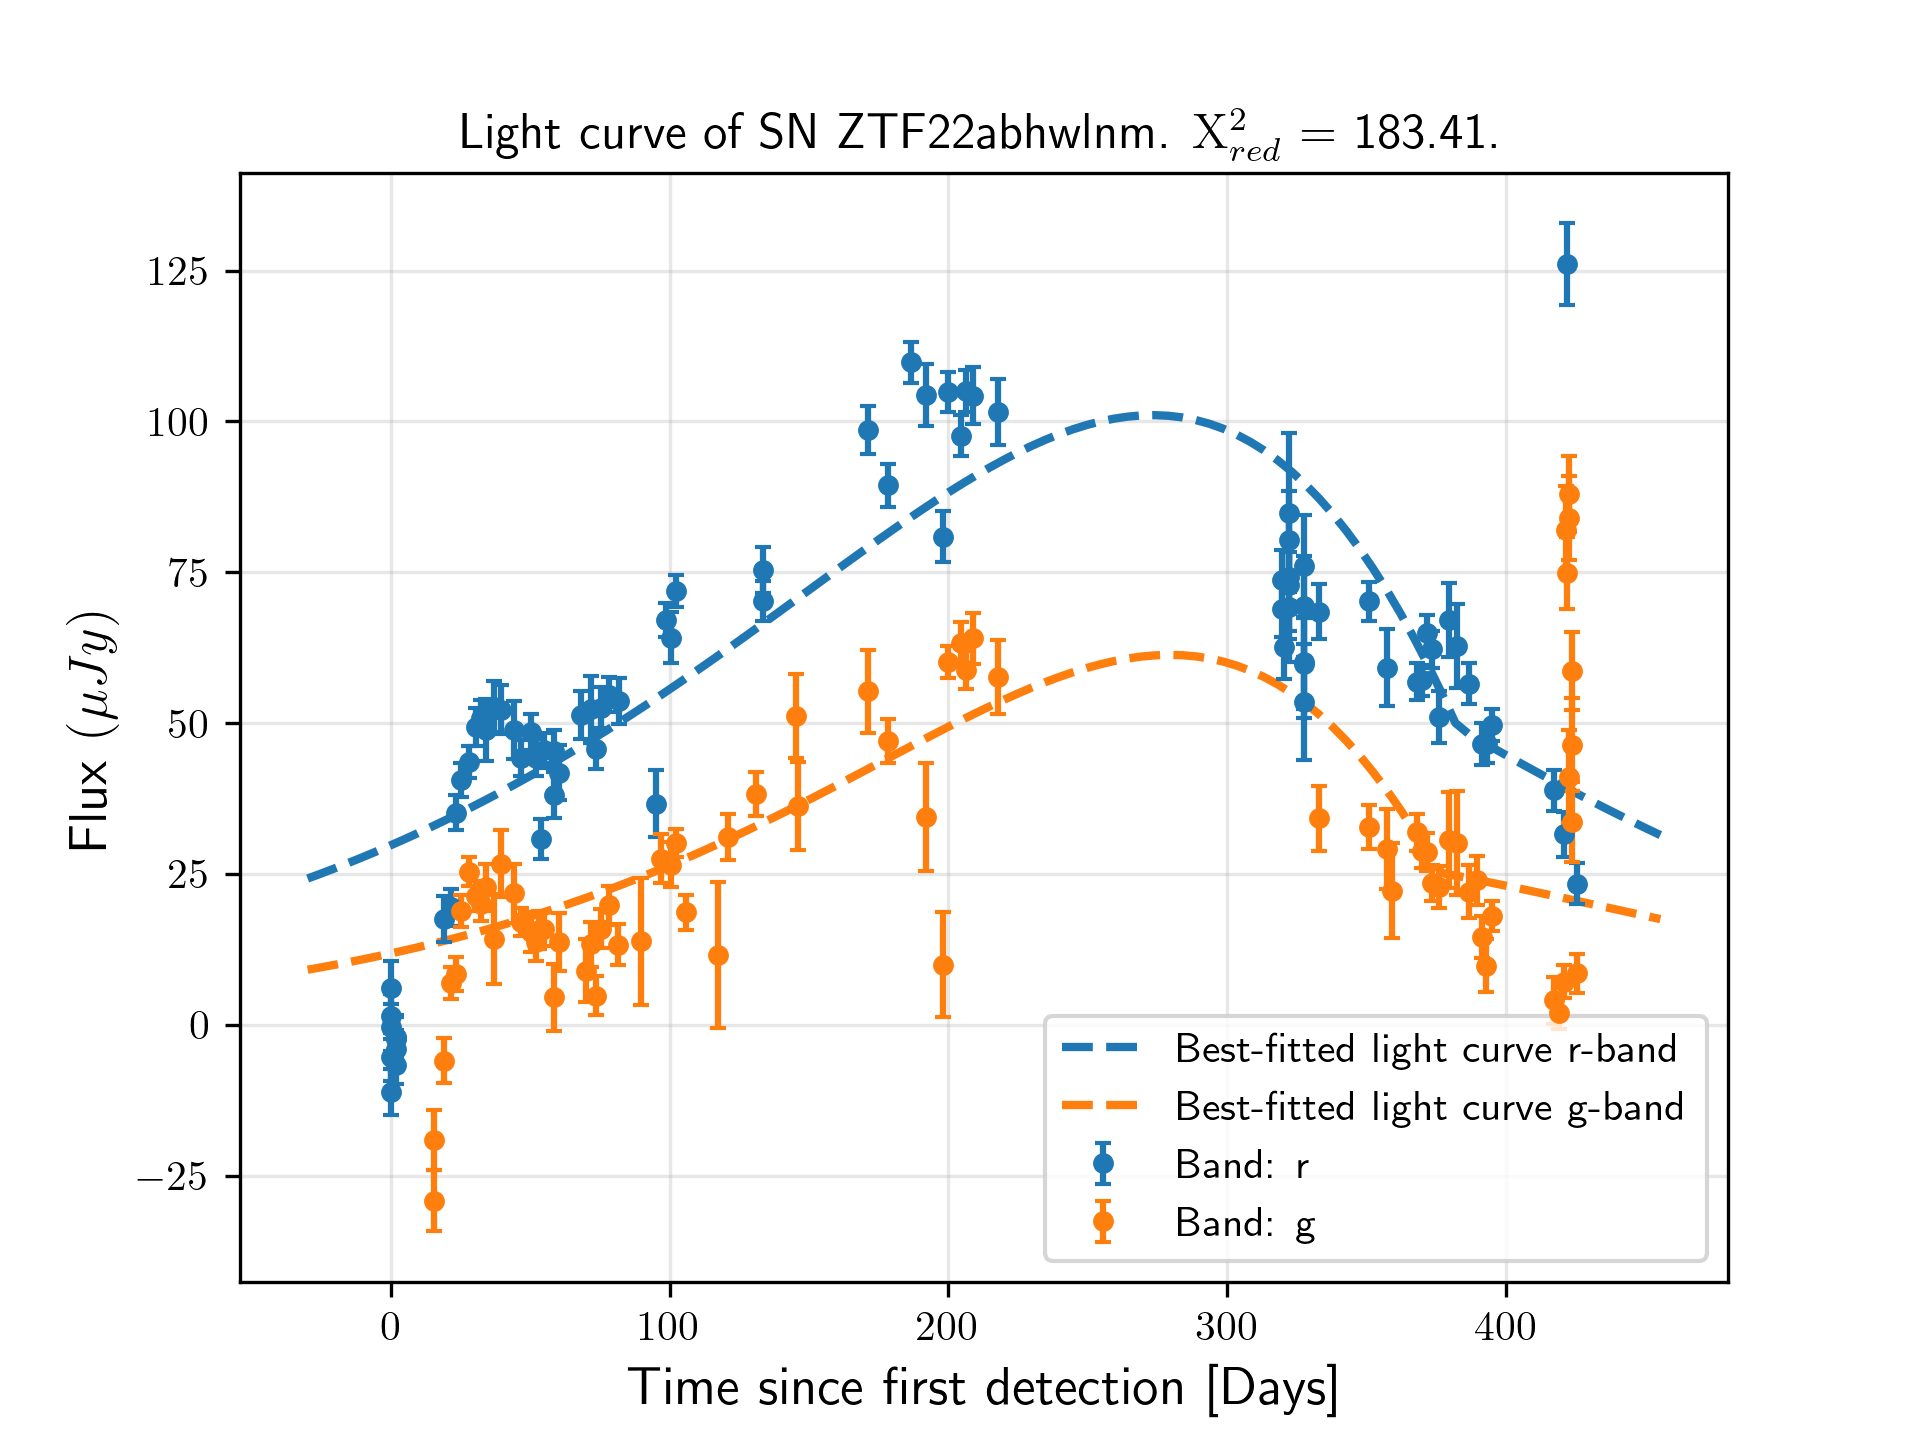 Light curve of SN ZTF22abhwlnm. X²_red = 183.41.
Flux (μJy)
125
100
75
50
25
0
−25
0 100 200 300 400
Time since first detection [Days]
Best-fitted light curve r-band
Best-fitted light curve g-band
Band: r
Band: g